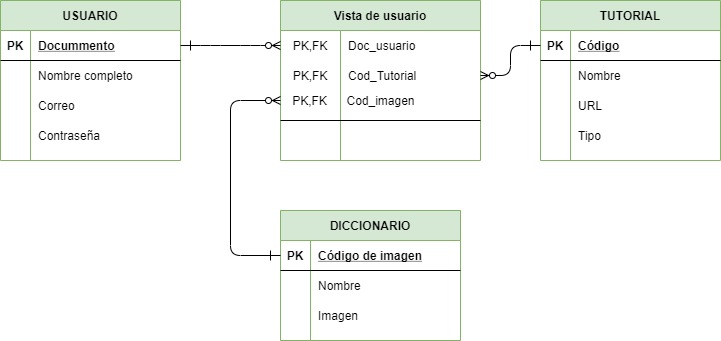 USUARIO
PK Docummento
Nombre completo
Correo
Contraseña
Vista de usuario
PK,FK Doc_usuario
PK,FK Cod_Tutorial
PK,FK Cod_imagen
TUTORIAL
PK Código
Nombre
URL
Tipo
DICCIONARIO
PK Código de imagen
Nombre
Imagen